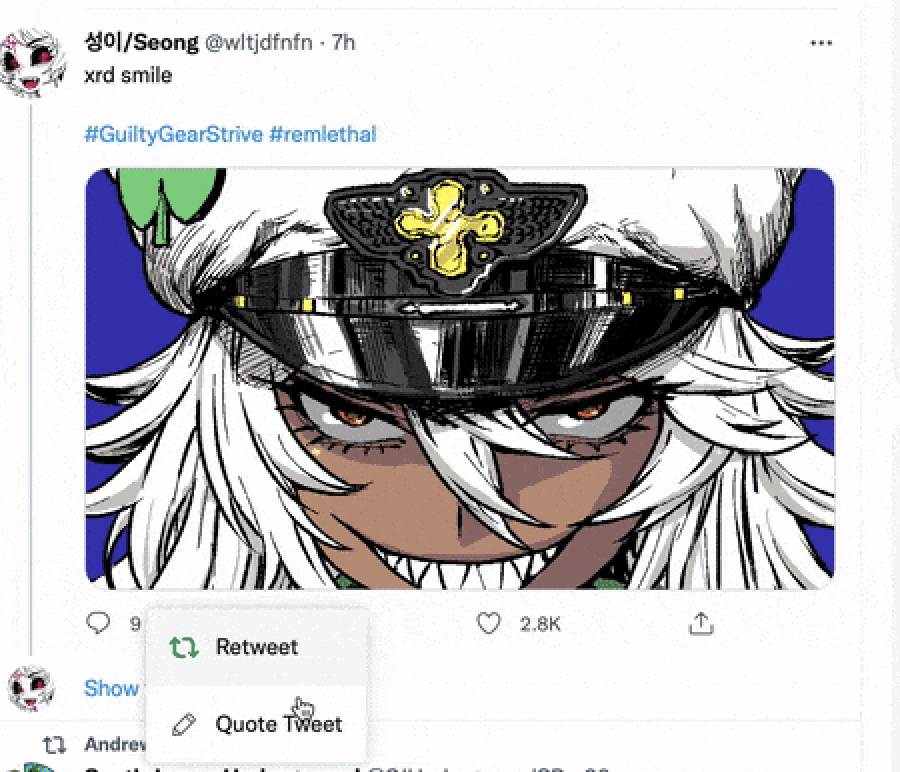 성이/Seong @wltjdfnfn · 7h
xrd smile
#GuiltyGearStrive #remlethal
9
2.8K
Retweet
Show
Quote Tweet
Andrew